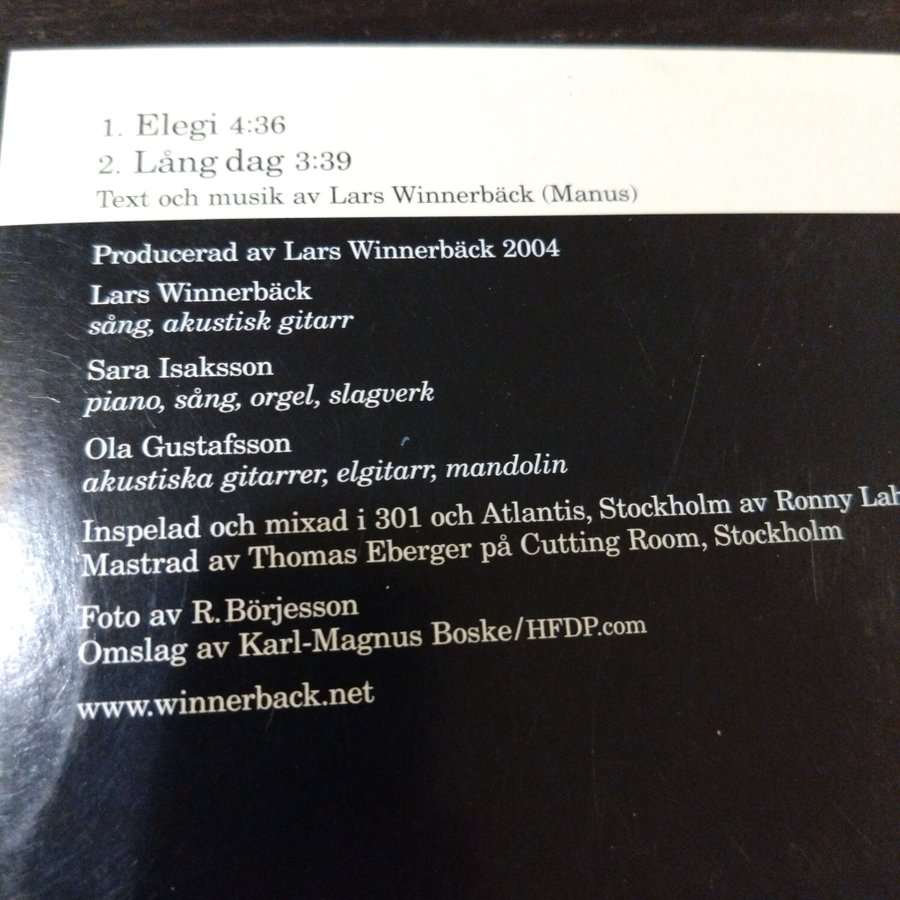 1. Elegi 4:36
2. Lång dag 3:39
Text och musik av Lars Winnerbäck (Manus)
Producerad av Lars Winnerbäck 2004
Lars Winnerbäck
sång, akustisk gitarr
Sara Isaksson
piano, sång, orgel, slagverk
Ola Gustafsson
akustiska gitarrer, elgitarr, mandolin
Inspelad och mixad i 301 och Atlantis, Stockholm av Ronny
Mastrad av Thomas Eberger på Cutting Room, Stockholm
Foto av R. Börjesson
Omslag av Karl-Magnus Boske/HFDP.com
www.winnerback.net